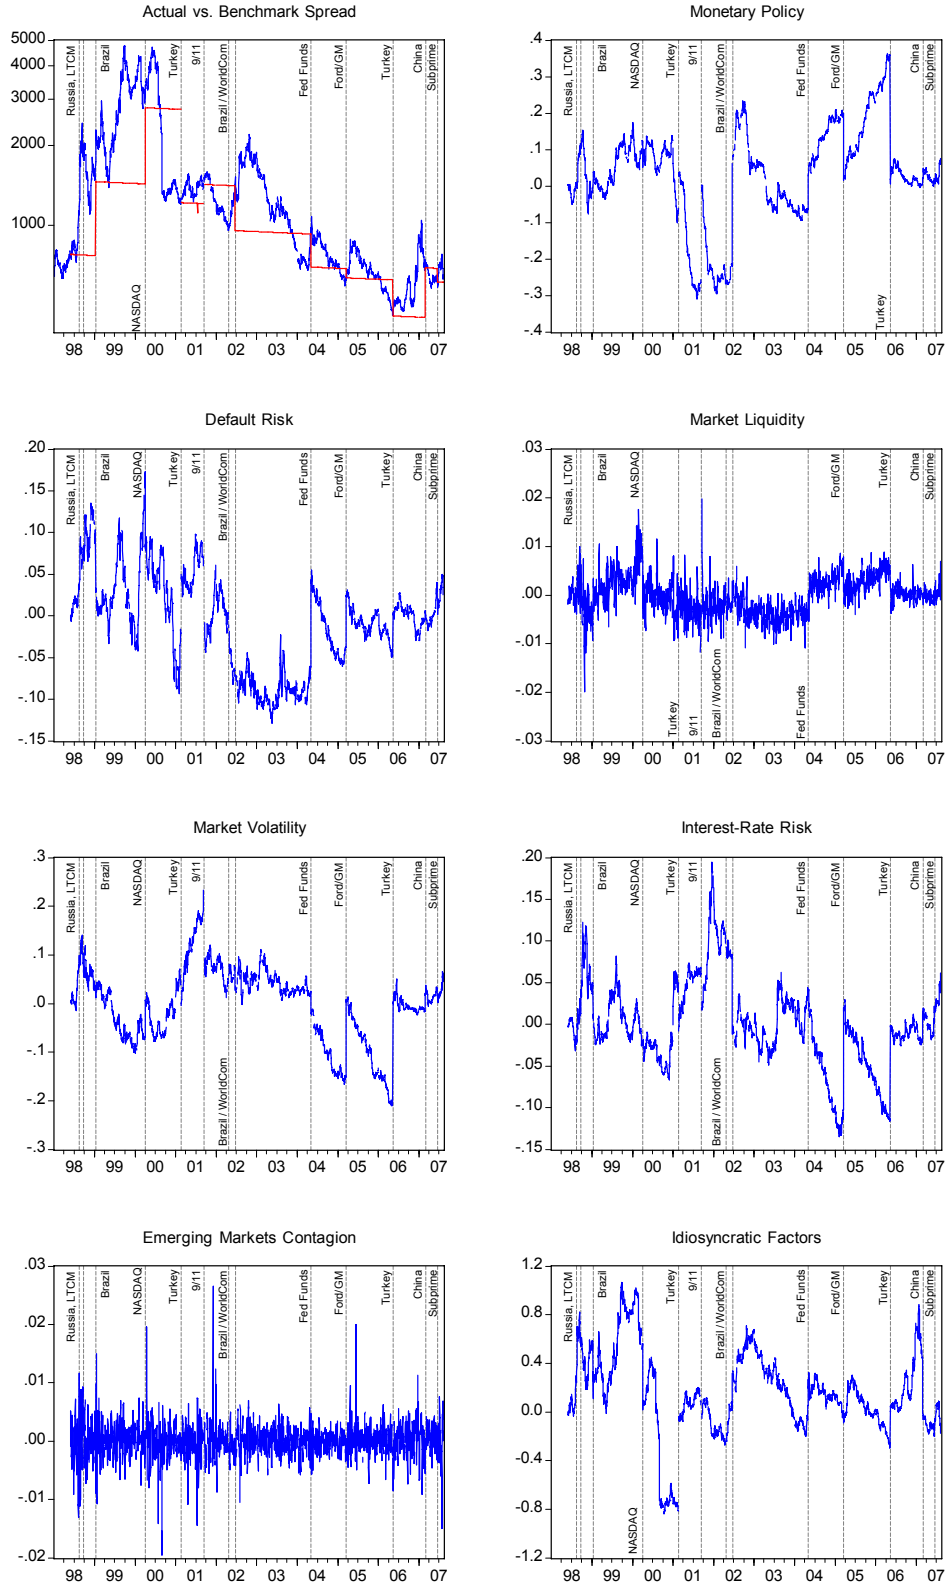 Actual vs. Benchmark Spread
5000
4000
3000
2000
1000
Russia, LTCM
Brazil
NASDAQ
Turkey
9/11
Brazil / WorldCom
Fed Funds
Ford/GM
Turkey
China
Subprime
98 99 00 01 02 03 04 05 06 07
Monetary Policy
.4
.3
.2
.1
.0
-.1
-.2
-.3
-.4
Russia, LTCM
Brazil
NASDAQ
Turkey
9/11
Brazil / WorldCom
Fed Funds
Ford/GM
Turkey
China
Subprime
98 99 00 01 02 03 04 05 06 07
Default Risk
.20
.15
.10
.05
.00
-.05
-.10
-.15
Russia, LTCM
Brazil
NASDAQ
Turkey
9/11
Brazil / WorldCom
Fed Funds
Ford/GM
Turkey
China
Subprime
98 99 00 01 02 03 04 05 06 07
Market Liquidity
.03
.02
.01
.00
-.01
-.02
-.03
Russia, LTCM
Brazil
NASDAQ
Turkey
9/11
Brazil / WorldCom
Fed Funds
Ford/GM
Turkey
China
Subprime
98 99 00 01 02 03 04 05 06 07
Market Volatility
.3
.2
.1
.0
-.1
-.2
-.3
Russia, LTCM
Brazil
NASDAQ
Turkey
9/11
Brazil / WorldCom
Fed Funds
Ford/GM
Turkey
China
Subprime
98 99 00 01 02 03 04 05 06 07
Interest-Rate Risk
.20
.15
.10
.05
.00
-.05
-.10
-.15
Russia, LTCM
Brazil
NASDAQ
Turkey
9/11
Brazil / WorldCom
Fed Funds
Ford/GM
Turkey
China
Subprime
98 99 00 01 02 03 04 05 06 07
Emerging Markets Contagion
.03
.02
.01
.00
-.01
-.02
Russia, LTCM
Brazil
NASDAQ
Turkey
9/11
Brazil / WorldCom
Fed Funds
Ford/GM
Turkey
China
Subprime
98 99 00 01 02 03 04 05 06 07
Idiosyncratic Factors
1.2
0.8
0.4
0.0
-0.4
-0.8
-1.2
Russia, LTCM
Brazil
NASDAQ
Turkey
9/11
Brazil / WorldCom
Fed Funds
Ford/GM
Turkey
China
Subprime
98 99 00 01 02 03 04 05 06 07